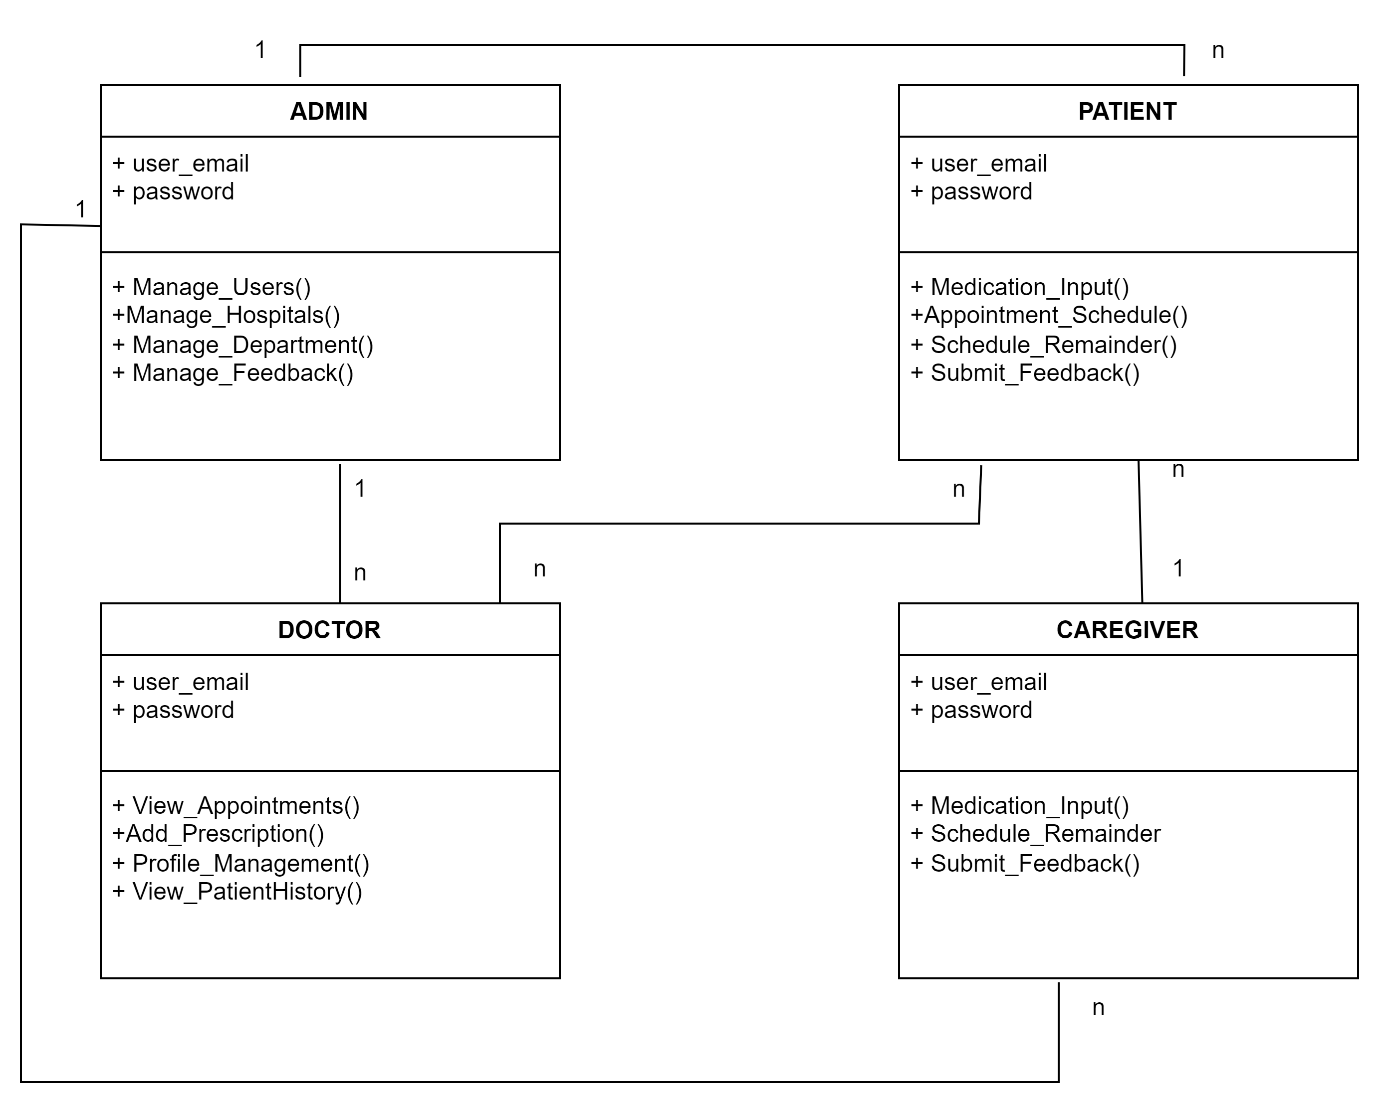 1
n
ADMIN
+ user_email
+ password
1
+ Manage_Users()
+Manage_Hospitals()
+ Manage_Department()
+ Manage_Feedback()
PATIENT
+ user_email
+ password
+ Medication_Input()
+Appointment_Schedule()
+ Schedule_Remainder()
+ Submit_Feedback()
1
n
n
n
n
1
DOCTOR
+ user_email
+ password
+ View_Appointments()
+Add_Prescription()
+ Profile_Management()
+ View_PatientHistory()
CAREGIVER
+ user_email
+ password
+ Medication_Input()
+ Schedule_Remainder
+ Submit_Feedback()
n